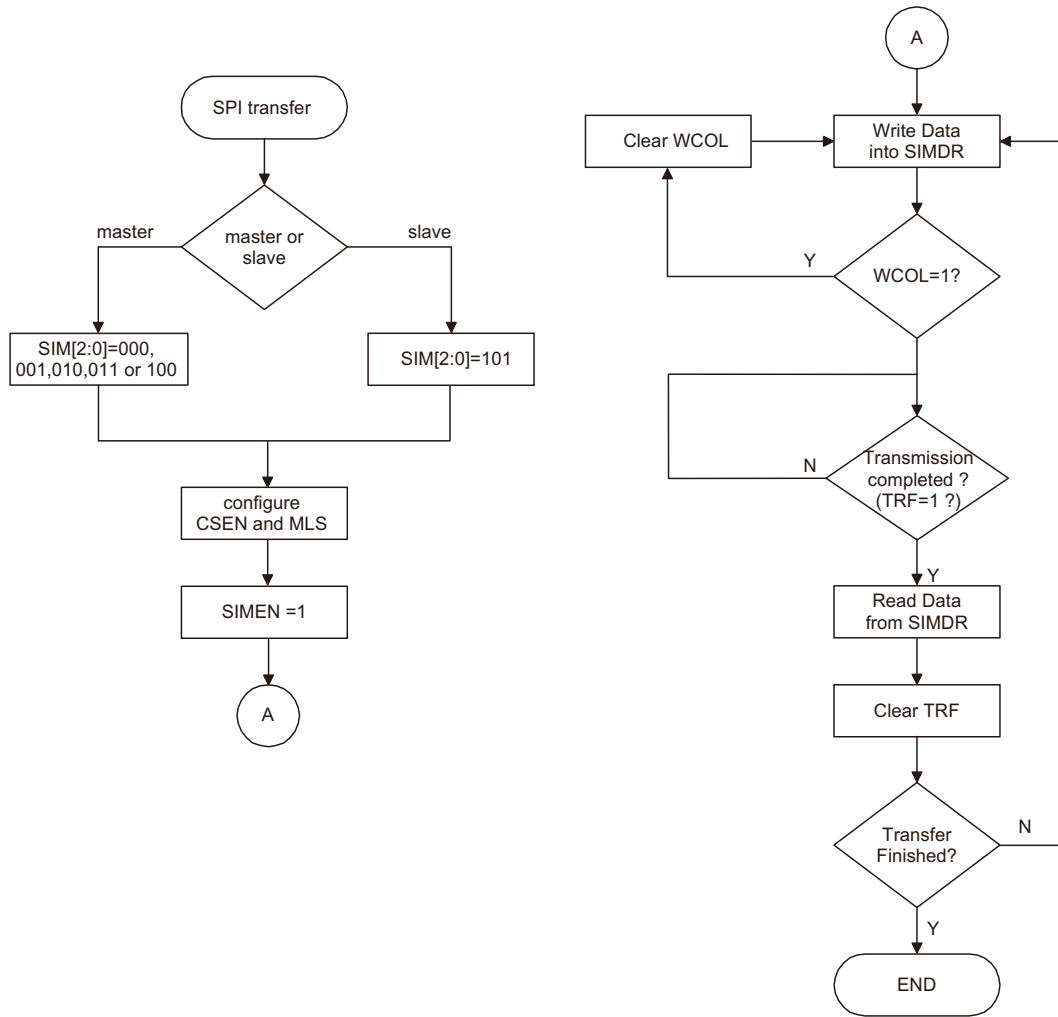 SPI transfer
master or
slave
master
slave
SIM[2:0]=000,
001,010,011 or 100
SIM[2:0]=101
configure
CSEN and MLS
SIMEN =1
A
A
Write Data
into SIMDR
Clear WCOL
WCOL=1?
Y
Transmission
completed ?
(TRF=1 ?)
N
Y
Read Data
from SIMDR
Clear TRF
Transfer
Finished?
N
Y
END